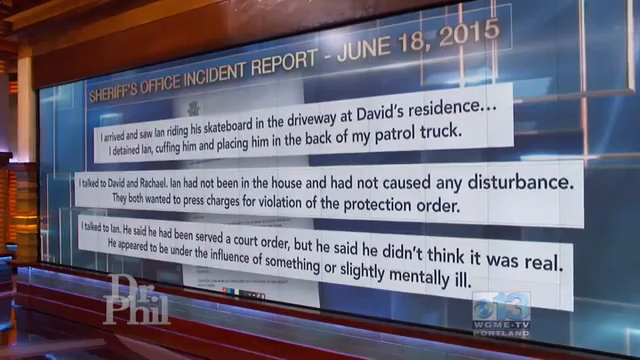 SHERIFF'S OFFICE INCIDENT REPORT - JUNE 18, 2015
I arrived and saw Ian riding his skateboard in the driveway at David's residence...
I detained Ian, cuffing him and placing him in the back of my patrol truck.
I talked to David and Rachael. Ian had not been in the house and had not caused any disturbance.
They both wanted to press charges for violation of the protection order.
I talked to Ian. He said he had been served a court order, but he said he didn't think it was real.
He appeared to be under the influence of something or slightly mentally ill.
Dr.
Phil
13
WGME-TV
PORTLAND